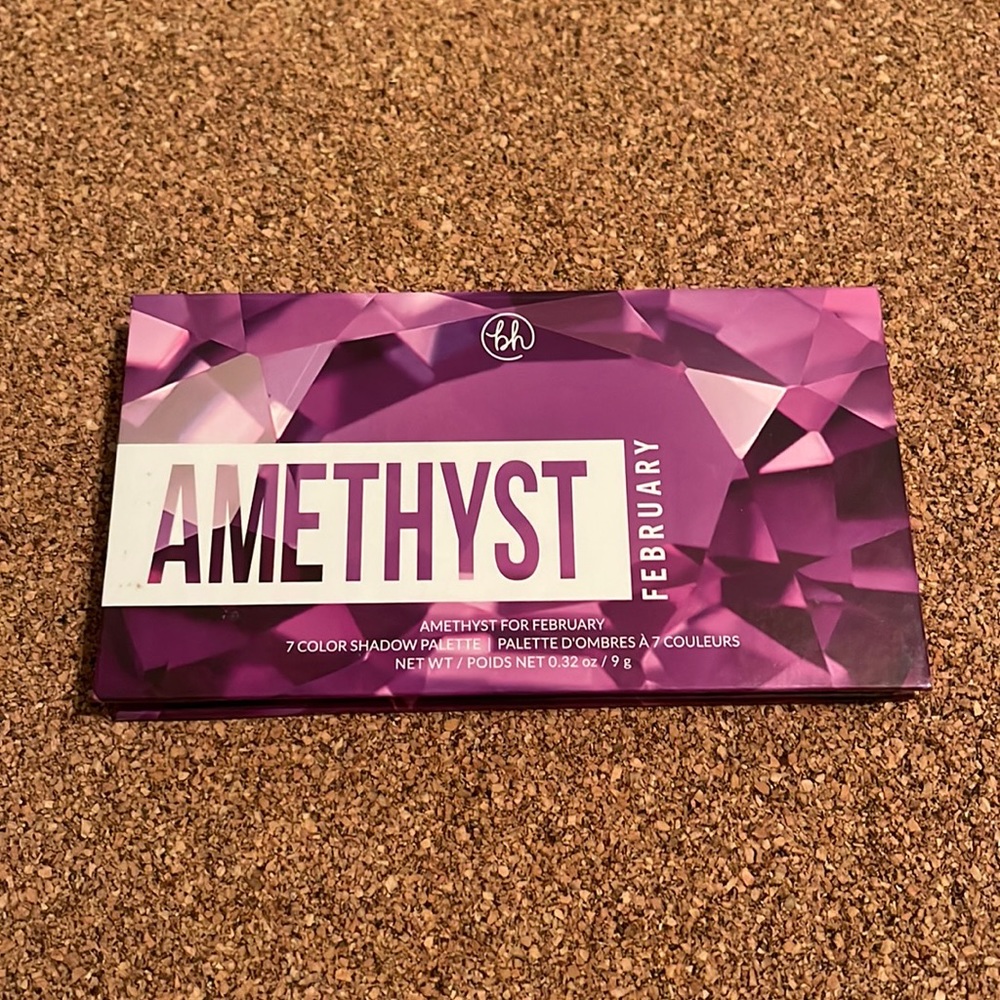 bh
AMETHYST
FEBRUARY
AMETHYST FOR FEBRUARY
7 COLOR SHADOW PALETTE | PALETTE D'OMBRES À 7 COULEURS
NET WT / POIDS NET 0.32 oz / 9 g